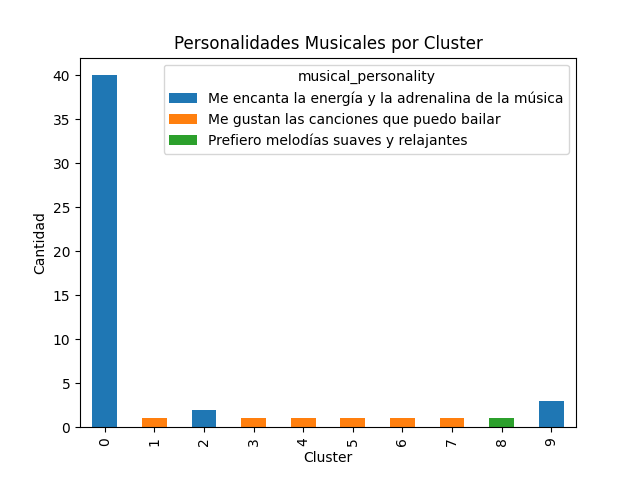 Personalidades Musicales por Cluster
musical_personality
Me encanta la energía y la adrenalina de la música
Me gustan las canciones que puedo bailar
Prefiero melodías suaves y relajantes
Cantidad
40
35
30
25
20
15
10
5
0
0 1 2 3 4 5 6 7 8 9
Cluster